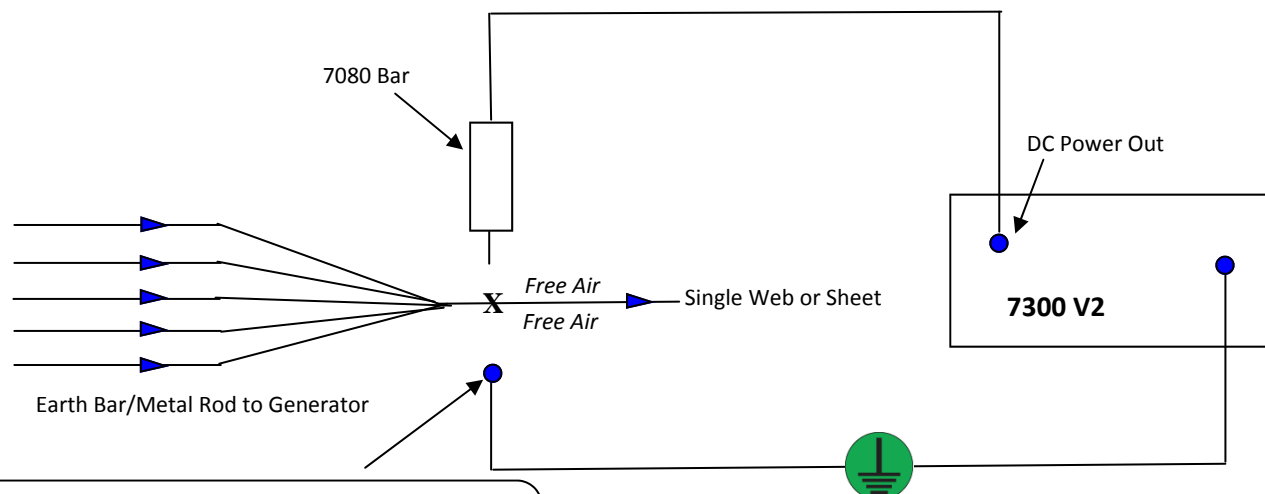 7080 Bar
DC Power Out
Free Air
X
Single Web or Sheet
Free Air
7300 V2
Earth Bar/Metal Rod to Generator